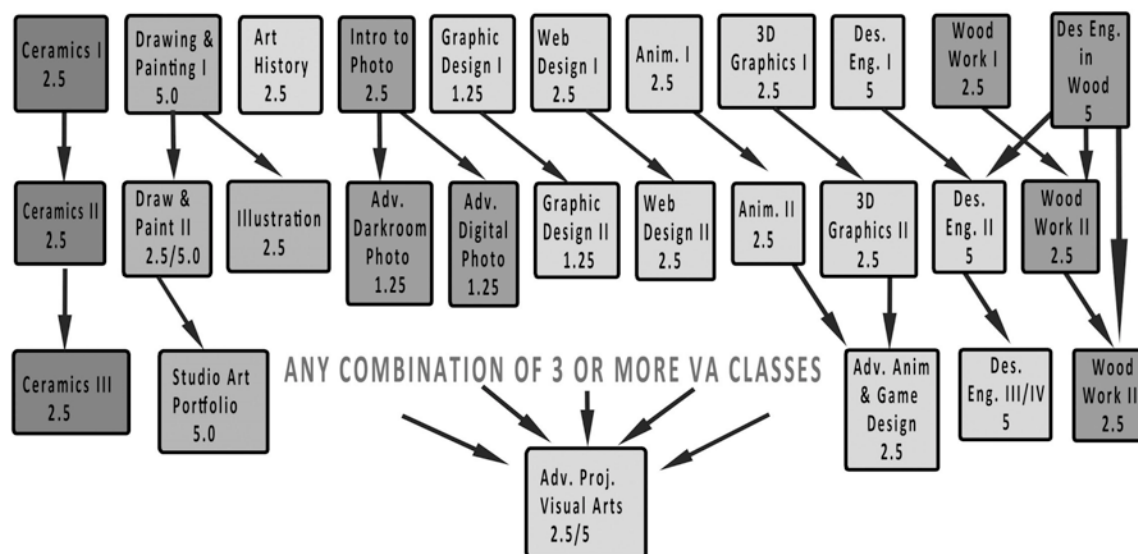 Ceramics I
2.5
Drawing &
Painting I
5.0
Art
History
2.5
Intro to
Photo
2.5
Graphic
Design I
1.25
Web
Design I
2.5
Anim. I
2.5
3D
Graphics I
2.5
Des.
Eng. I
5
Wood
Work I
2.5
Des Eng.
in
Wood
5
Ceramics II
2.5
Draw &
Paint II
2.5/5.0
Illustration
2.5
Adv.
Darkroom
Photo
1.25
Adv.
Digital
Photo
1.25
Graphic
Design II
1.25
Web
Design II
2.5
Anim. II
2.5
3D
Graphics II
2.5
Des.
Eng. II
5
Wood
Work II
2.5
Ceramics III
2.5
Studio Art
Portfolio
5.0
ANY COMBINATION OF 3 OR MORE VA CLASSES
Adv. Anim
& Game
Design
2.5
Des.
Eng. III/IV
5
Wood
Work II
2.5
Adv. Proj.
Visual Arts
2.5/5